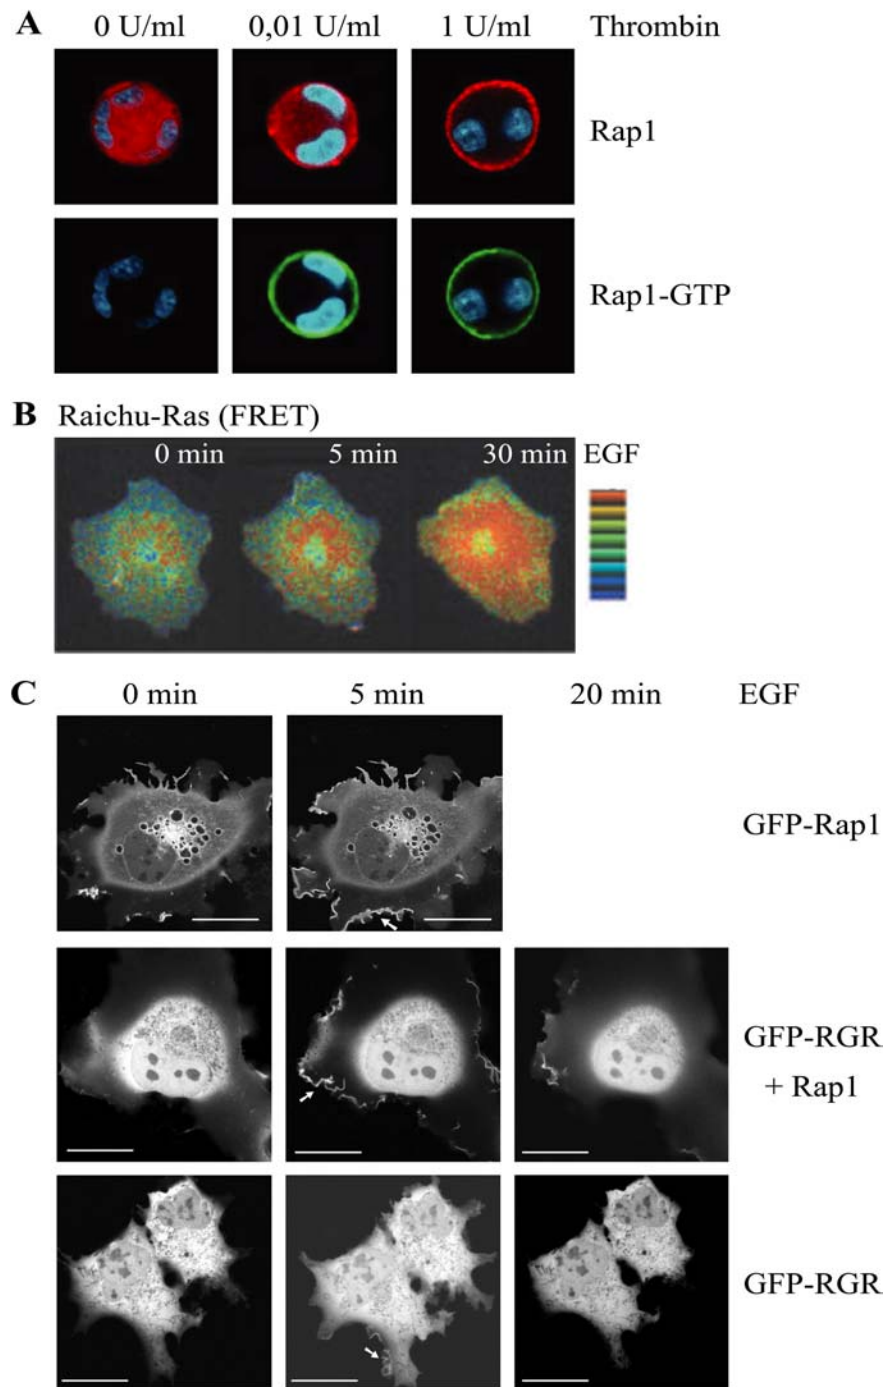 A 0 U/ml 0,01 U/ml 1 U/ml Thrombin
Rap1
Rap1-GTP
B Raichu-Ras (FRET)
0 min 5 min 30 min EGF
C 0 min 5 min 20 min EGF
GFP-Rap1
GFP-RGR
+ Rap1
GFP-RGR